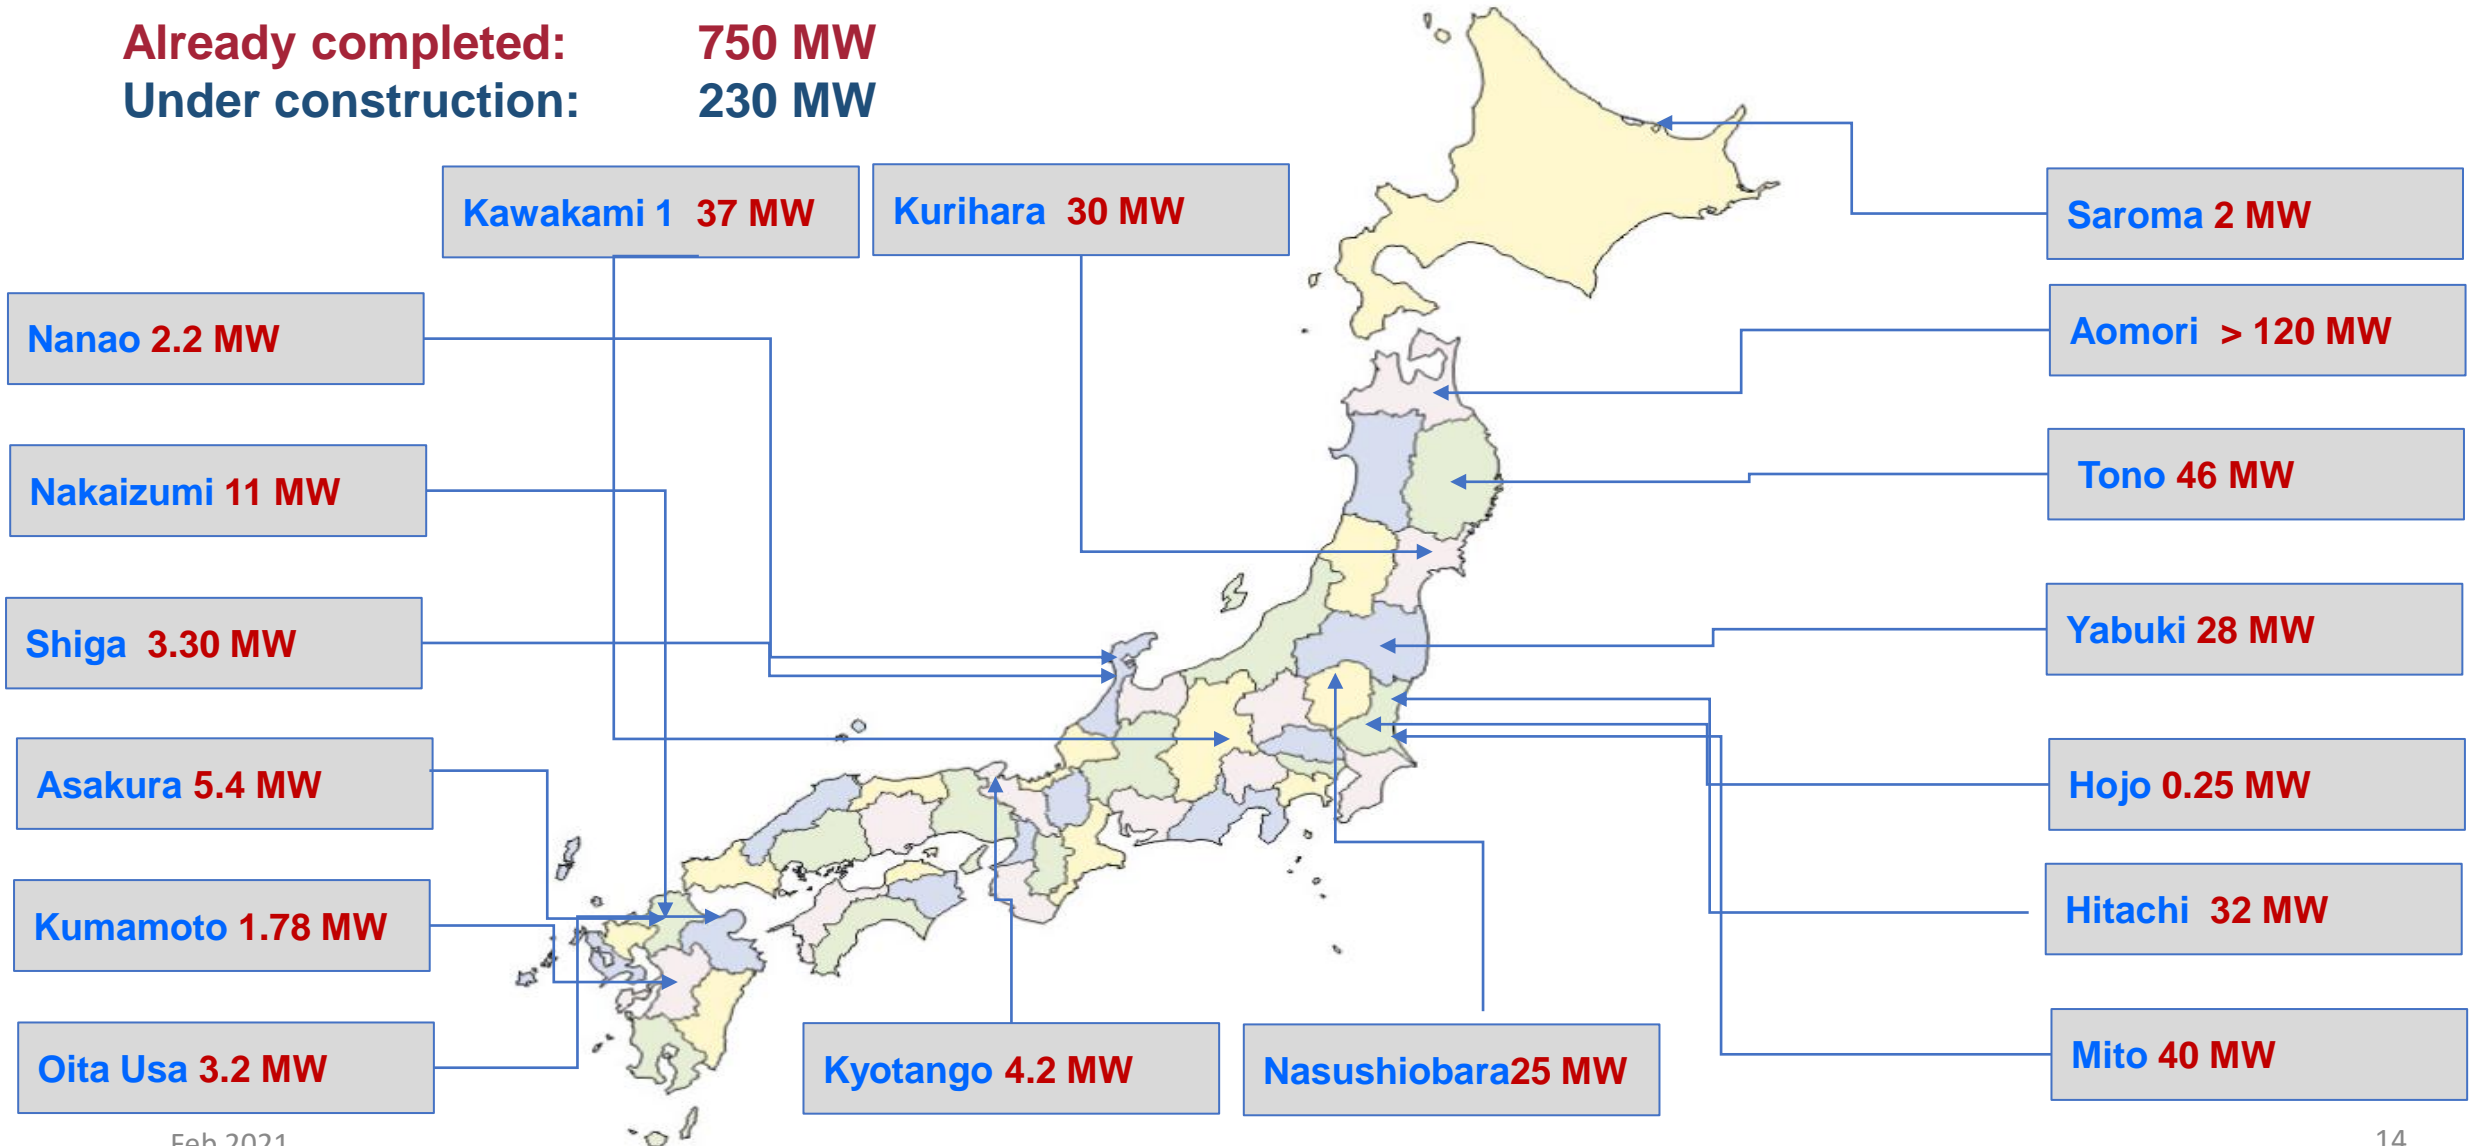 Already completed: 750 MW
Under construction: 230 MW
Kawakami 1 37 MW
Kurihara 30 MW
Saroma 2 MW
Nanao 2.2 MW
Aomori > 120 MW
Nakaizumi 11 MW
Tono 46 MW
Shiga 3.30 MW
Yabuki 28 MW
Asakura 5.4 MW
Hojo 0.25 MW
Kumamoto 1.78 MW
Hitachi 32 MW
Oita Usa 3.2 MW
Kyotango 4.2 MW
Nasushiobara25 MW
Mito 40 MW
Feb 2021
14